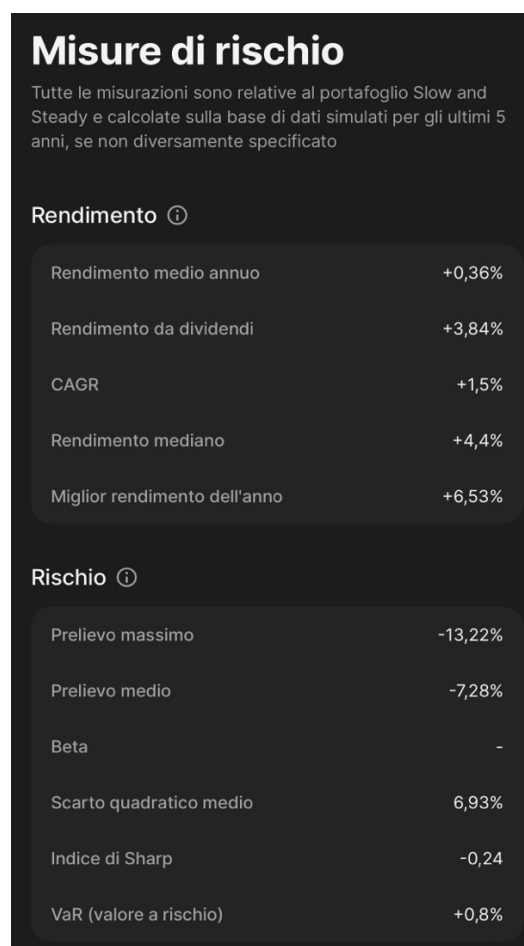 Misure di rischio
Tutte le misurazioni sono relative al portafoglio Slow and
Steady e calcolate sulla base di dati simulati per gli ultimi 5
anni, se non diversamente specificato
Rendimento
Rendimento medio annuo +0,36%
Rendimento da dividendi +3,84%
CAGR +1,5%
Rendimento mediano +4,4%
Miglior rendimento dell'anno +6,53%
Rischio
Prelievo massimo -13,22%
Prelievo medio -7,28%
Beta -
Scarto quadratico medio 6,93%
Indice di Sharp -0,24
VaR (valore a rischio) +0,8%